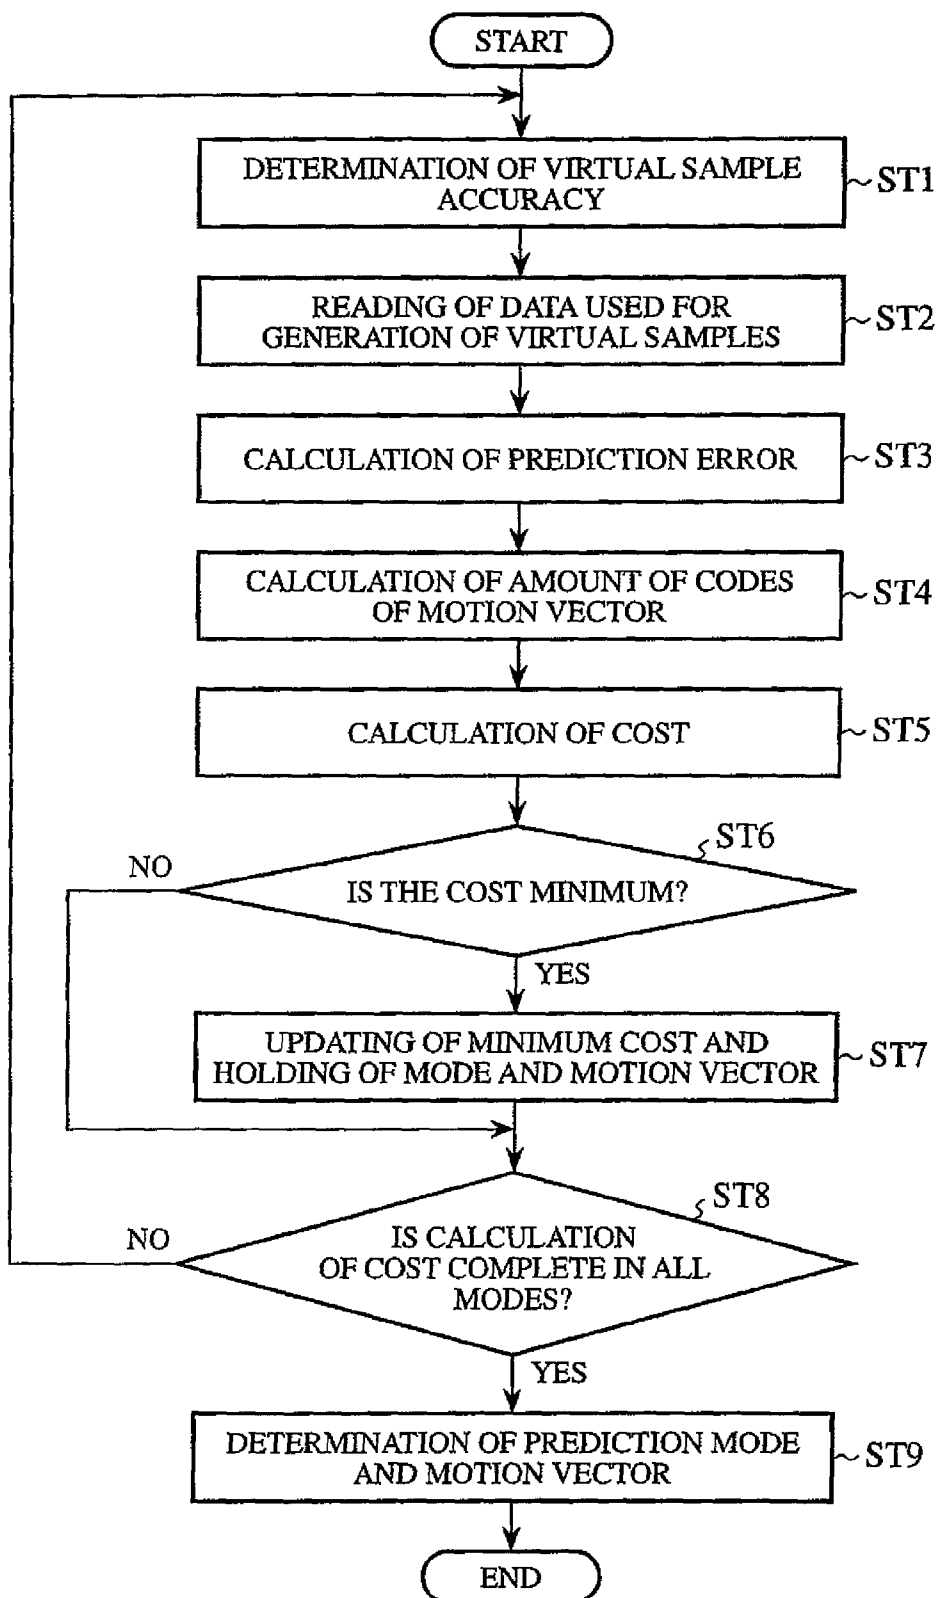 START
DETERMINATION OF VIRTUAL SAMPLE
ACCURACY
ST1
READING OF DATA USED FOR
GENERATION OF VIRTUAL SAMPLES
ST2
CALCULATION OF PREDICTION ERROR
ST3
CALCULATION OF AMOUNT OF CODES
OF MOTION VECTOR
ST4
CALCULATION OF COST
ST5
ST6
NO
IS THE COST MINIMUM?
YES
UPDATING OF MINIMUM COST AND
HOLDING OF MODE AND MOTION VECTOR
ST7
ST8
NO
IS CALCULATION
OF COST COMPLETE IN ALL
MODES?
YES
DETERMINATION OF PREDICTION MODE
AND MOTION VECTOR
ST9
END